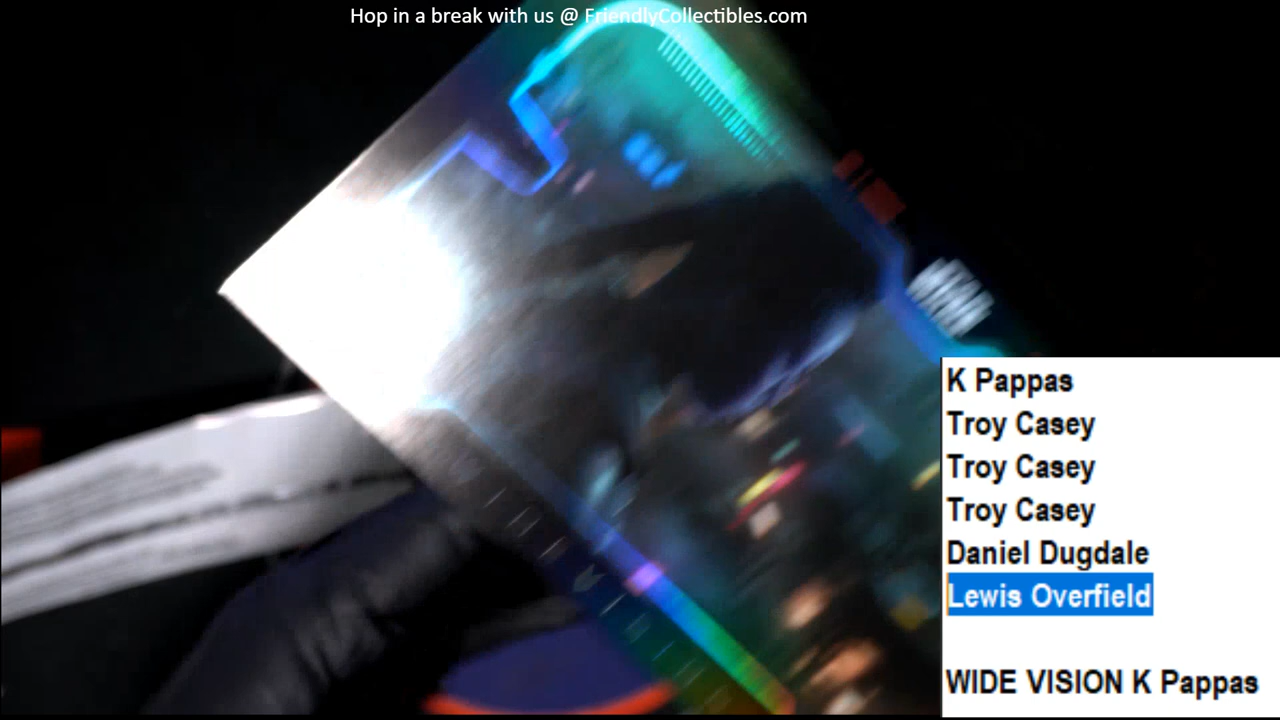 Hop in a break with us @ FriendlyCollectibles.com
K Pappas
Troy Casey
Troy Casey
Troy Casey
Daniel Dugdale
Lewis Overfield
WIDE VISION K Pappas